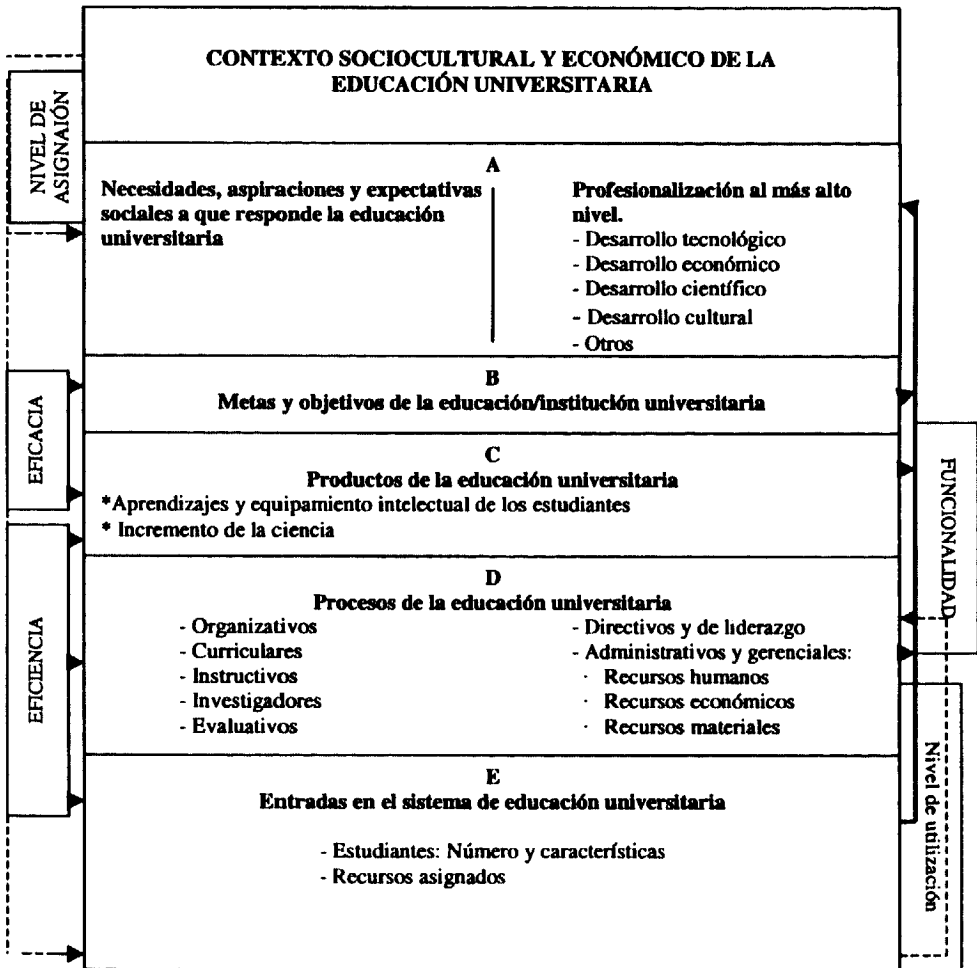 CONTEXTO SOCIOCULTURAL Y ECONÓMICO DE LA
EDUCACIÓN UNIVERSITARIA
NIVEL DE
ASIGNAIÓN
A
Necesidades, aspiraciones y expectativas
sociales a que responde la educación
universitaria
Profesionalización al más alto
nivel.
- Desarrollo tecnológico
- Desarrollo económico
- Desarrollo científico
- Desarrollo cultural
- Otros
B
Metas y objetivos de la educación/institución universitaria
EFICACIA
C
Productos de la educación universitaria
*Aprendizajes y equipamiento intelectual de los estudiantes
* Incremento de la ciencia
FUNCIONALIDAD
EFICIENCIA
D
Procesos de la educación universitaria
- Organizativos
- Curriculares
- Instructivos
- Investigadores
- Evaluativos
- Directivos y de liderazgo
- Administrativos y gerenciales:
· Recursos humanos
· Recursos económicos
· Recursos materiales
Nivel de utilización
E
Entradas en el sistema de educación universitaria
- Estudiantes: Número y características
- Recursos asignados